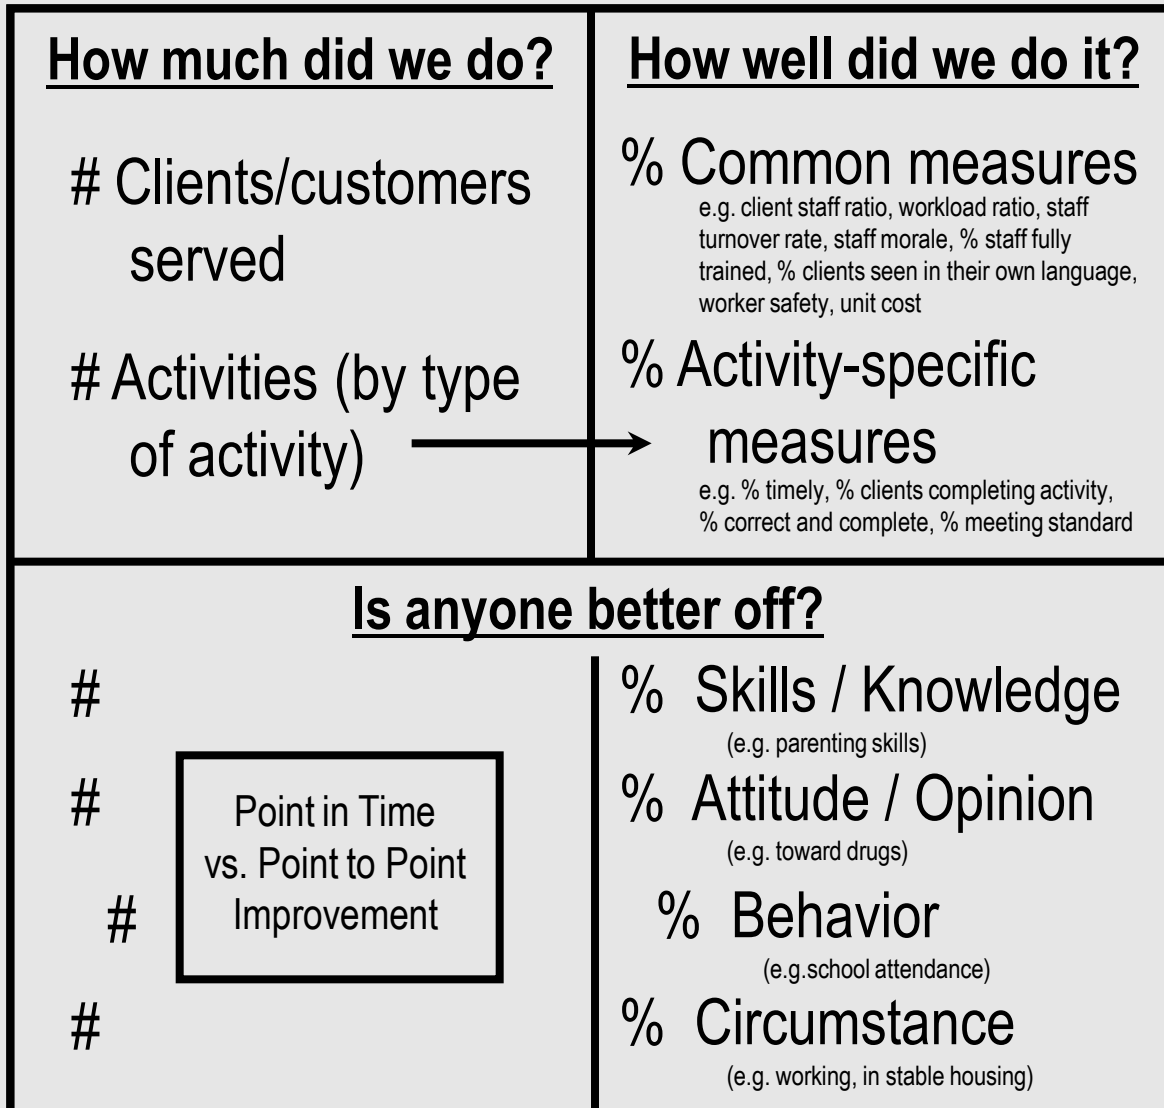 How much did we do?
# Clients/customers
served
# Activities (by type
of activity)
How well did we do it?
% Common measures
e.g. client staff ratio, workload ratio, staff
turnover rate, staff morale, % staff fully
trained, % clients seen in their own language,
worker safety, unit cost
% Activity-specific
measures
e.g. % timely, % clients completing activity,
% correct and complete, % meeting standard
Is anyone better off?
#
#
#
#
Point in Time
vs. Point to Point
Improvement
% Skills / Knowledge
(e.g. parenting skills)
% Attitude / Opinion
(e.g. toward drugs)
% Behavior
(e.g.school attendance)
% Circumstance
(e.g. working, in stable housing)